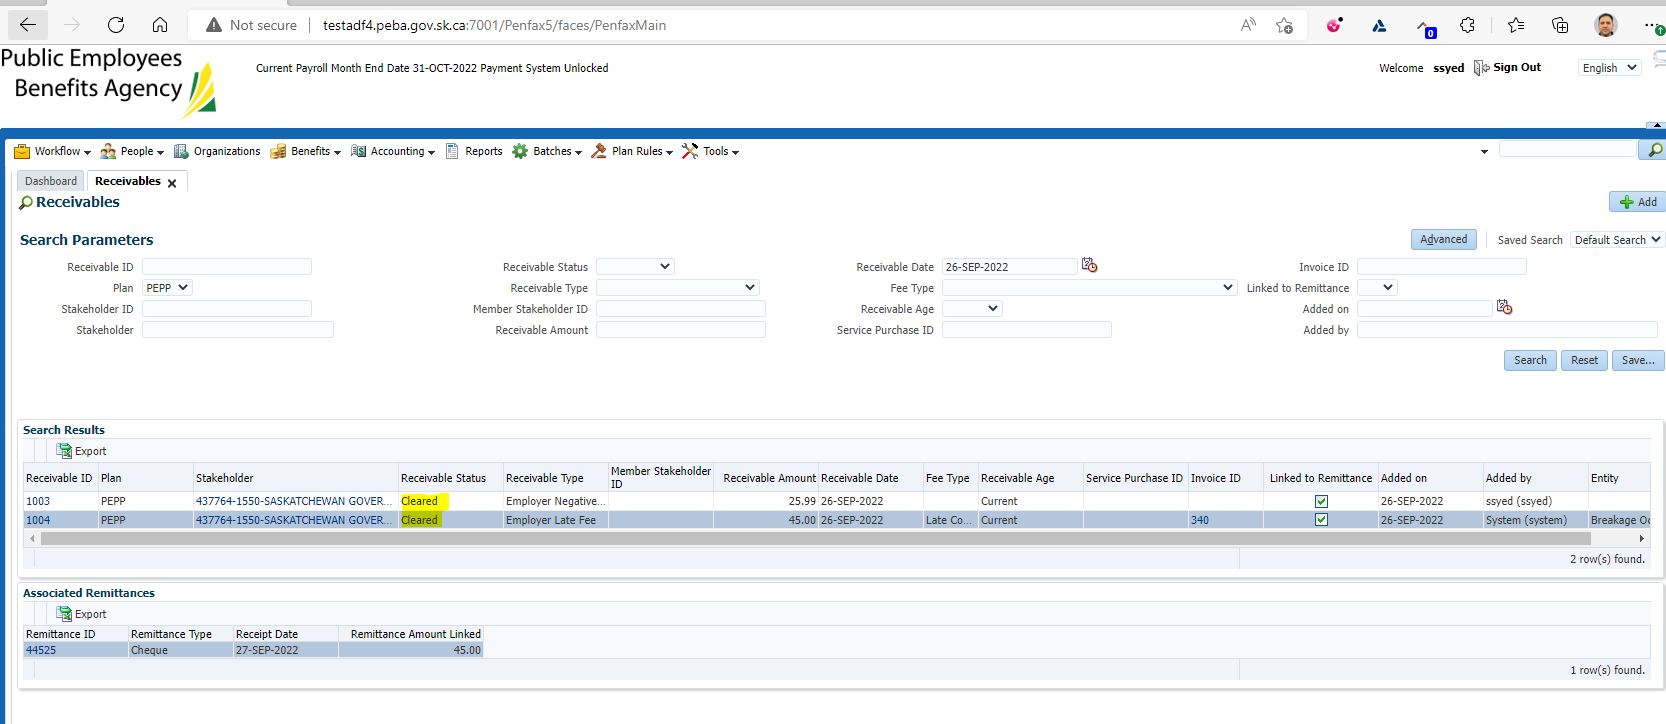 Not secure | testadf4.peba.gov.sk.ca:7001/Penfax5/faces/PenfaxMain
0
Public Employees
Benefits Agency
Current Payroll Month End Date 31-OCT-2022 Payment System Unlocked
Welcome ssyed Sign Out English
Workflow People Organizations Benefits Accounting Reports Batches Plan Rules Tools
Dashboard Receivables
Receivables
Add
Search Parameters
Advanced Saved Search Default Search
Receivable ID Receivable Status Receivable Date 26-SEP-2022 Invoice ID
Plan PEPP Receivable Type Fee Type Linked to Remittance
Stakeholder ID Member Stakeholder ID Receivable Age Added on
Stakeholder Receivable Amount Service Purchase ID Added by
Search Reset Save...
Search Results
Export
Receivable ID Plan Stakeholder Receivable Status Receivable Type Member Stakeholder ID Receivable Amount Receivable Date Fee Type Receivable Age Service Purchase ID Invoice ID Linked to Remittance Added on Added by Entity
1003 PEPP 437764-1550-SASKATCHEWAN GOVER... Cleared Employer Negative... 25.99 26-SEP-2022 Current 26-SEP-2022 ssyed (ssyed)
1004 PEPP 437764-1550-SASKATCHEWAN GOVER... Cleared Employer Late Fee 45.00 26-SEP-2022 Late Co... Current 340 26-SEP-2022 System (system) Breakage Oc
2 row(s) found.
Associated Remittances
Export
Remittance ID Remittance Type Receipt Date Remittance Amount Linked
44525 Cheque 27-SEP-2022 45.00
1 row(s) found.